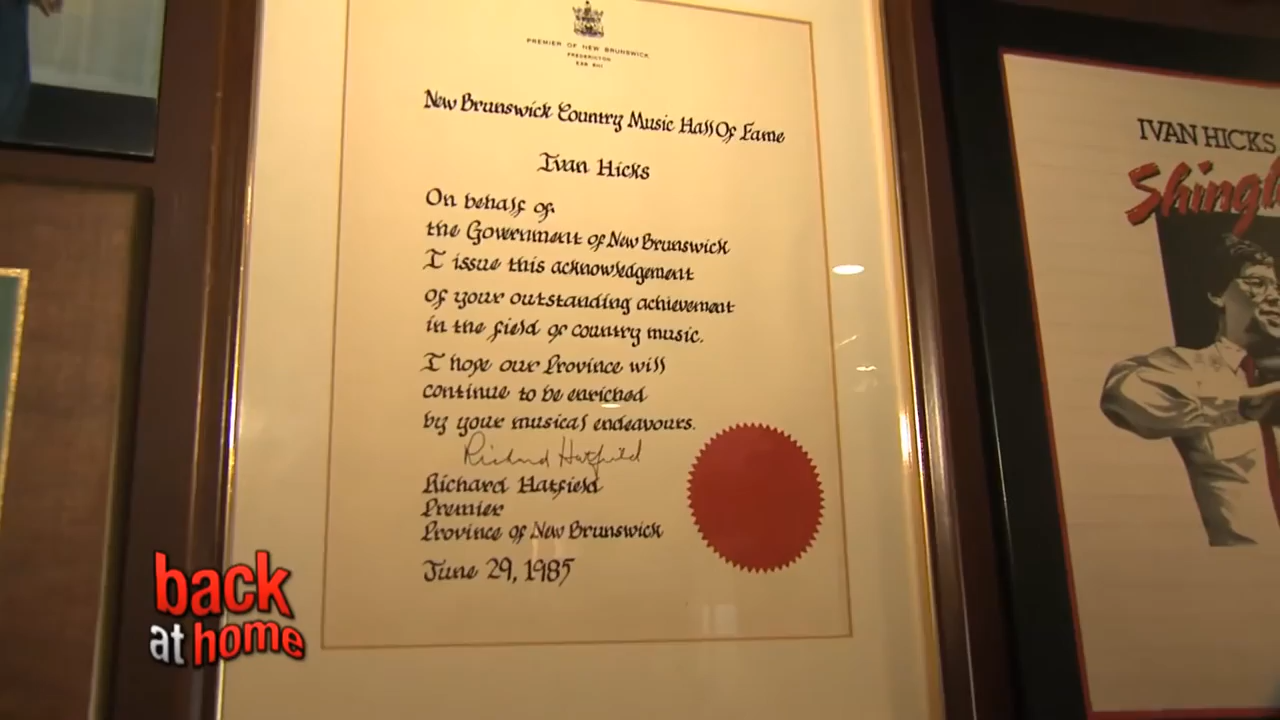 PREMIER OF NEW BRUNSWICK
FREDERICTON
New Brunswick Country Music Hall Of Fame
Ivan Hicks
On behalf of
the Government of New Brunswick
I issue this acknowledgement
of your outstanding achievement
in the field of country music.
I hope our Province will
continue to be enriched
by your musical endeavours.
Richard Hatfield
Richard Hatfield
Premier
Province of New Brunswick
June 29, 1985
IVAN HICKS
Shingl
back
at home